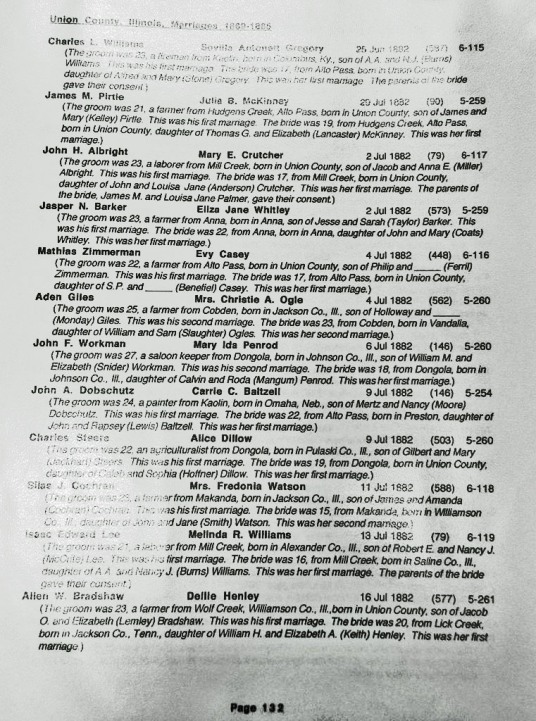 Union County, Illinois, Marriages 1869-1885
Charles L. Williams Sevilla Antonett Gregory 25 Jun 1882 6-115
(The groom was 23, a fireman from born in Columbus, Ky., son of A.A. and N.J. (Burns)
Williams. This was his first marriage. The bride was 17, from Alto Pass, born in Union County,
daughter of Alfred and Mary Gregory. This was her first marriage. The parents of the bride
gave their consent.)
James M. Pirtle Julie B. McKinney 25 Jul 1882 (90) 5-259
(The groom was 21, a farmer from Hudgens Creek, Alto Pass, born in Union County, son of James and
Mary (Kelley) Pirtle. This was his first marriage. The bride was 19, from Hudgens Creek, Alto Pass,
born in Union County, daughter of Thomas G. and Elizabeth (Lancaster) McKinney. This was her first
marriage.)
John H. Albright Mary E. Crutcher 2 Jul 1882 (79) 6-117
(The groom was 23, a laborer from Mill Creek, born in Union County, son of Jacob and Anna E. (Miller)
Albright. This was his first marriage. The bride was 17, from Mill Creek, born in Union County,
daughter of John and Louisa Jane (Anderson) Crutcher. This was her first marriage. The parents of
the bride, James M. and Louisa Jane Palmer, gave their consent.)
Jasper N. Barker Eliza Jane Whitley 2 Jul 1882 (573) 5-259
(The groom was 23, a farmer from Anna, born in Anna, son of Jesse and Sarah (Taylor) Barker. This
was his first marriage. The bride was 22, from Anna, born in Anna, daughter of John and Mary (Coats)
Whitley. This was her first marriage.)
Mathias Zimmerman Evy Casey 4 Jul 1882 (448) 6-116
(The groom was 22, a farmer from Alto Pass, born in Union County, son of Philip and _____ (Ferril)
Zimmerman. This was his first marriage. The bride was 17, from Alto Pass, born in Union County,
daughter of S.P. and _____ (Benefiel) Casey. This was her first marriage.)
Aden Giles Mrs. Christie A. Ogle 4 Jul 1882 (562) 5-260
(The groom was 25, a farmer from Cobden, born in Jackson Co., Ill., son of Holloway and _____
(Monday) Giles. This was his second marriage. The bride was 23, from Cobden, born in Vandalia,
daughter of William and Sam (Slaughter) Ogles. This was her second marriage.)
John F. Workman Mary Ida Penrod 6 Jul 1882 (146) 5-260
(The groom was 27, a saloon keeper from Dongola, born in Johnson Co., Ill., son of William M. and
Elizabeth (Snider) Workman. This was his second marriage. The bride was 18, from Dongola, born in
Johnson Co., Ill., daughter of Calvin and Roda (Mangum) Penrod. This was her first marriage.)
John A. Dobschutz Carrie C. Baltzell 9 Jul 1882 (146) 5-254
(The groom was 24, a painter from Kaolin, born in Omaha, Neb., son of Mertz and Nancy (Moore)
Dobschutz. This was his first marriage. The bride was 22, from Alto Pass, born in Preston, daughter of
John and Rapsey (Lewis) Baltzell. This was her first marriage.)
Charles Steers Alice Dillow 9 Jul 1882 (503) 5-260
(The groom was 22, an agriculturalist from Dongola, born in Pulaski Co., Ill., son of Gilbert and Mary
Steers. This was his first marriage. The bride was 19, from Dongola, born in Union County,
daughter of Caleb and Sophia (Hoffner) Dillow. This was her first marriage.)
Silas J. Cochran Mrs. Fredonia Watson 11 Jul 1882 (588) 6-118
(The groom was 23, a farmer from Makanda, born in Jackson Co., Ill., son of James and Amanda
(Cochran) Cochran. This was his first marriage. The bride was 15, from Makanda, born in Williamson
Co., Ill., daughter of John and Jane (Smith) Watson. This was her second marriage.)
Isaac Edward Lee Melinda R. Williams 13 Jul 1882 (79) 6-119
(The groom was 21, a laborer from Mill Creek, born in Alexander Co., Ill., son of Robert E. and Nancy J.
Lee. This was his first marriage. The bride was 16, from Mill Creek, born in Saline Co., Ill.,
daughter of A.A. and Nancy J. (Burns) Williams. This was her first marriage. The parents of the bride
gave their consent.)
Allen W. Bradshaw Dellie Henley 16 Jul 1882 (577) 5-261
(The groom was 23, a farmer from Wolf Creek, Williamson Co., Ill., born in Union County, son of Jacob
O. and Elizabeth (Lemley) Bradshaw. This was his first marriage. The bride was 20, from Lick Creek,
born in Jackson Co., Tenn., daughter of William H. and Elizabeth A. (Keith) Henley. This was her first
marriage.)
Page 132